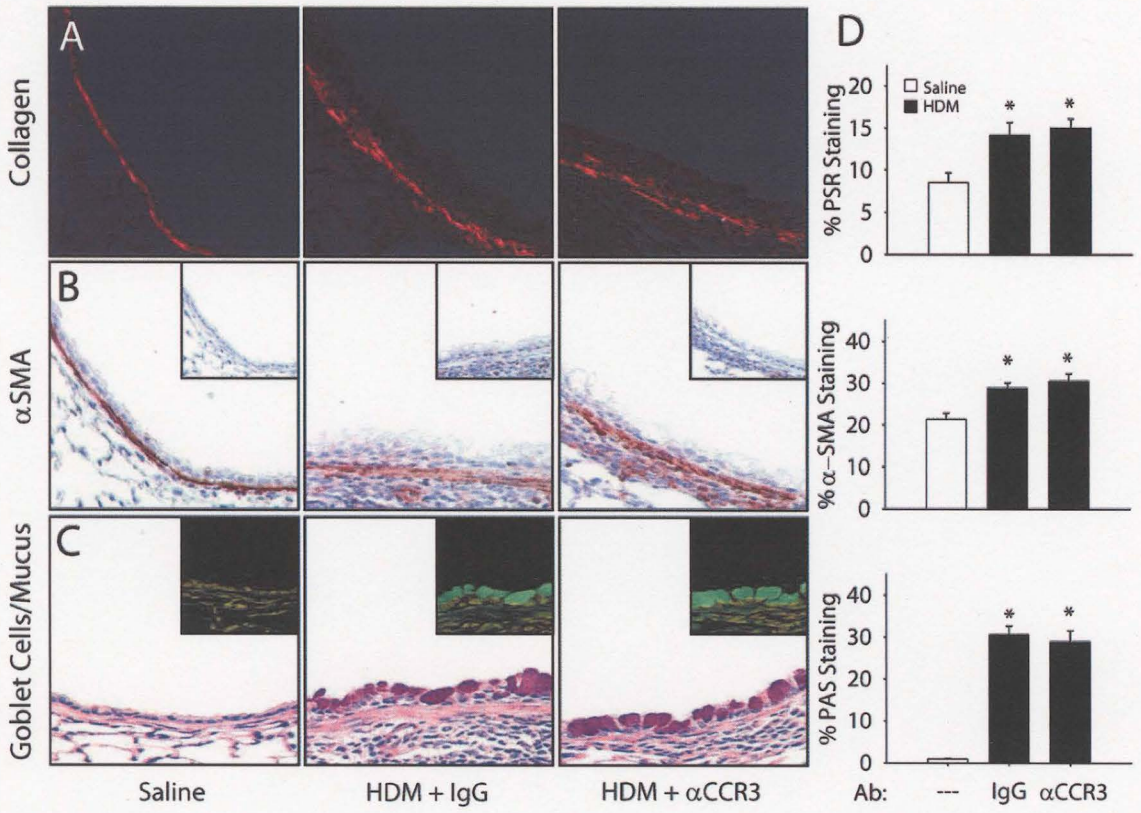 A
B
C
D
Collagen
αSMA
Goblet Cells/Mucus
Saline
HDM + IgG
HDM + αCCR3
% PSR Staining
20
15
10
5
0
Saline
HDM
*
*
%α–SMA Staining
40
30
20
10
0
*
*
% PAS Staining
40
30
20
10
0
*
*
Ab: --- IgG αCCR3